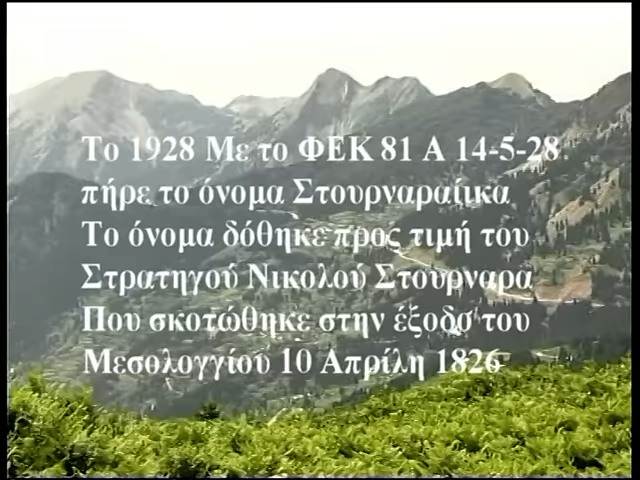 Το 1928 Με το ΦΕΚ 81 Α 14-5-28
πήρε το όνομα Στουρναραίικα
Το όνομα δόθηκε προς τιμή του
Στρατηγού Νικολού Στουρναρα
Που σκοτώθηκε στην έξοδο του
Μεσολογγίου 10 Απρίλη 1826